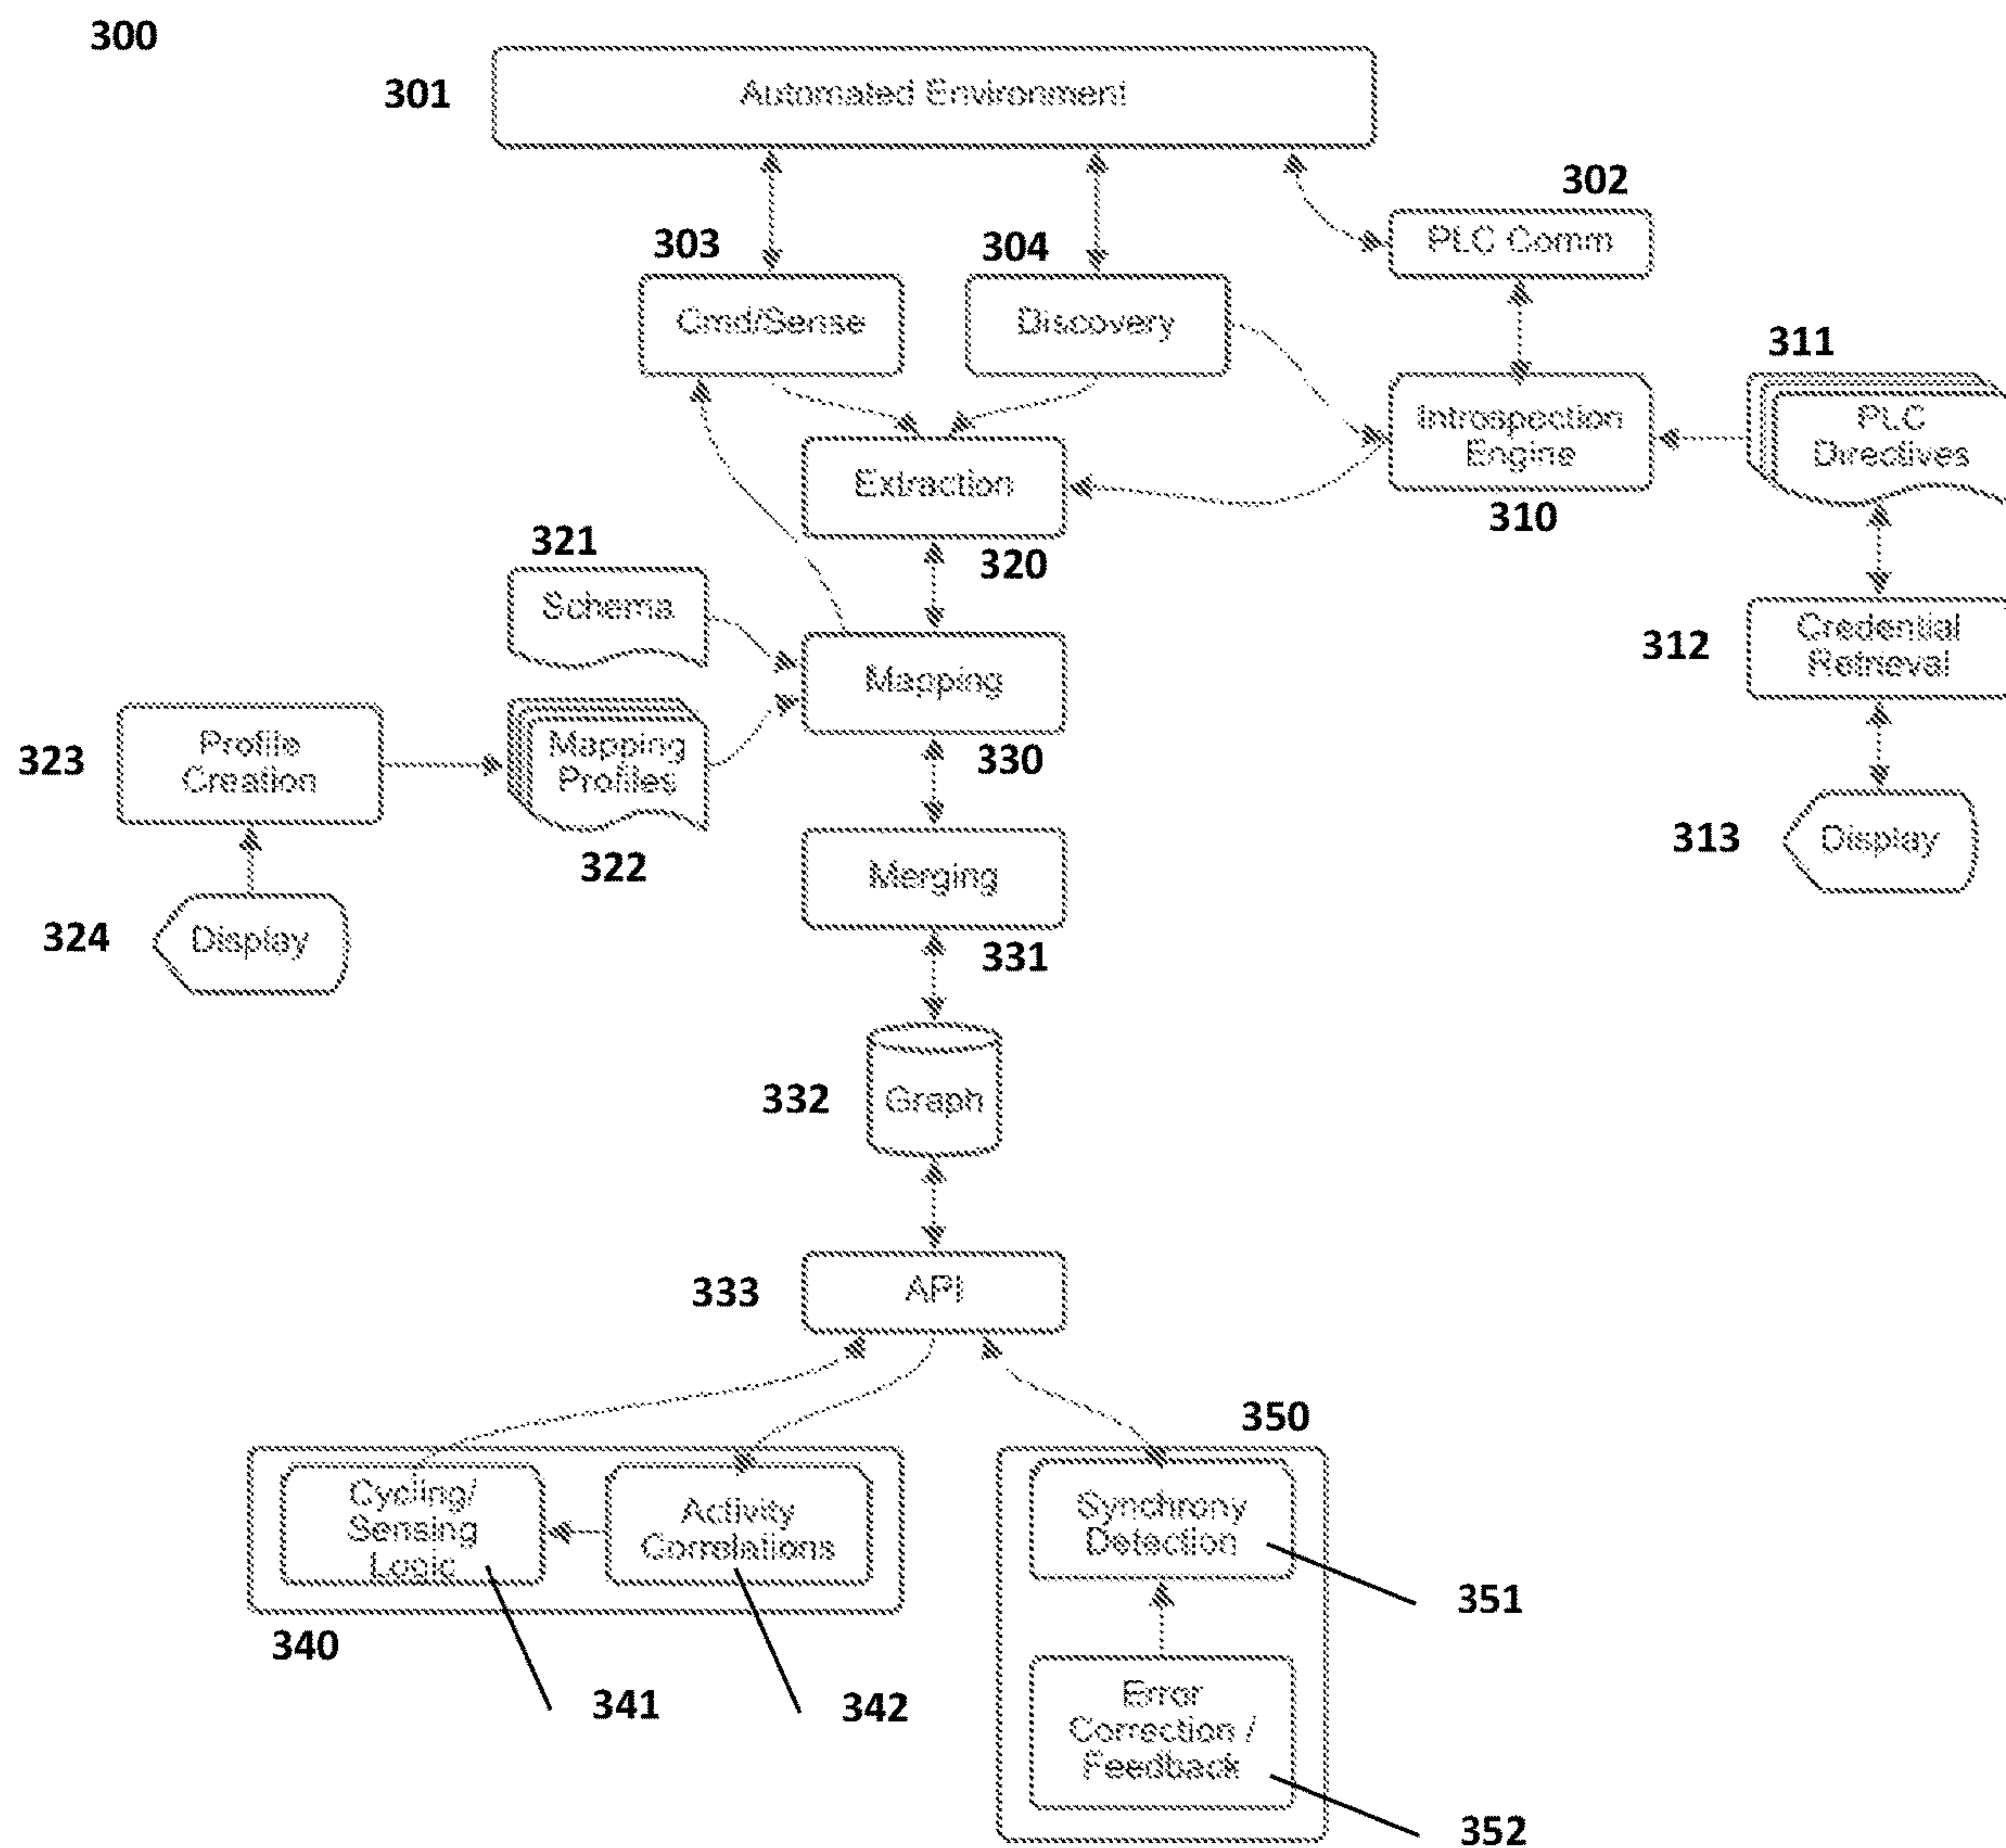 300
301
Automated Environment
302
PLC Comm
303
304
Cmd/Sense
Discovery
311
PLC
Directives
Introspection
Engine
310
Extraction
320
321
Schema
312
Credential
Retrieval
Mapping
330
323
Profile
Creation
Mapping
Profiles
322
313
Display
Merging
331
324
Display
332
Graph
333
API
350
Cycling/
Sensing
Logic
Activity
Correlations
Synchrony
Detection
351
340
341
342
Error
Correction /
Feedback
352